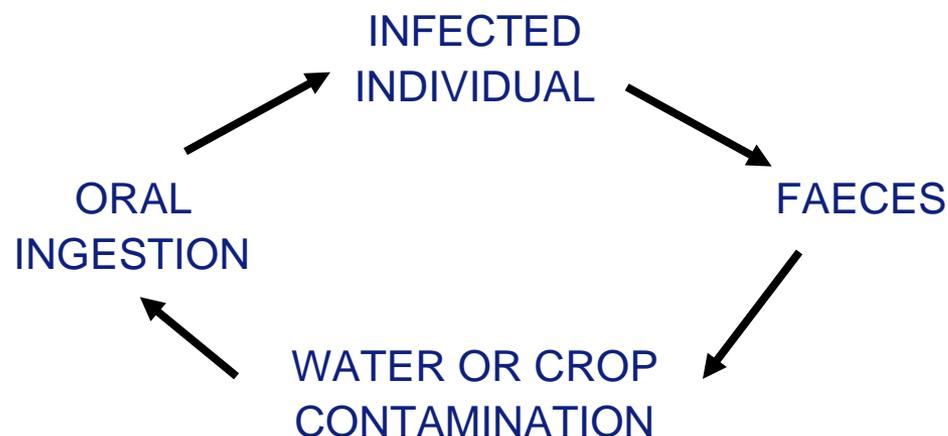 INFECTED
INDIVIDUAL
FAECES
ORAL
INGESTION
WATER OR CROP
CONTAMINATION